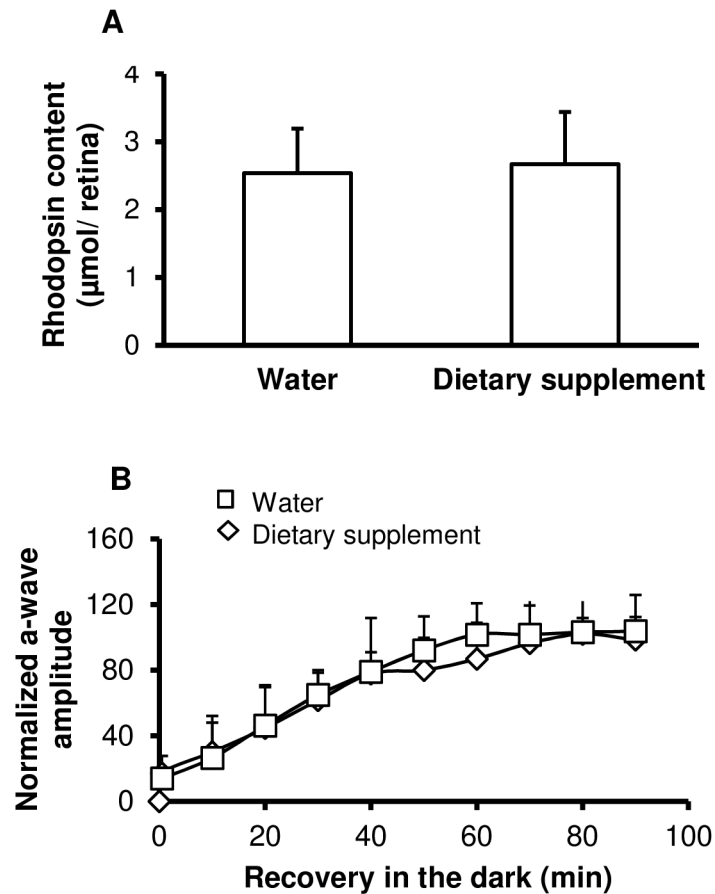 A
Rhodopsin content
(µmol/ retina)
4
3
2
1
0
Water
Dietary supplement
B
Water
Dietary supplement
Normalized a-wave
amplitude
160
120
80
40
0
0
20
40
60
80
100
Recovery in the dark (min)